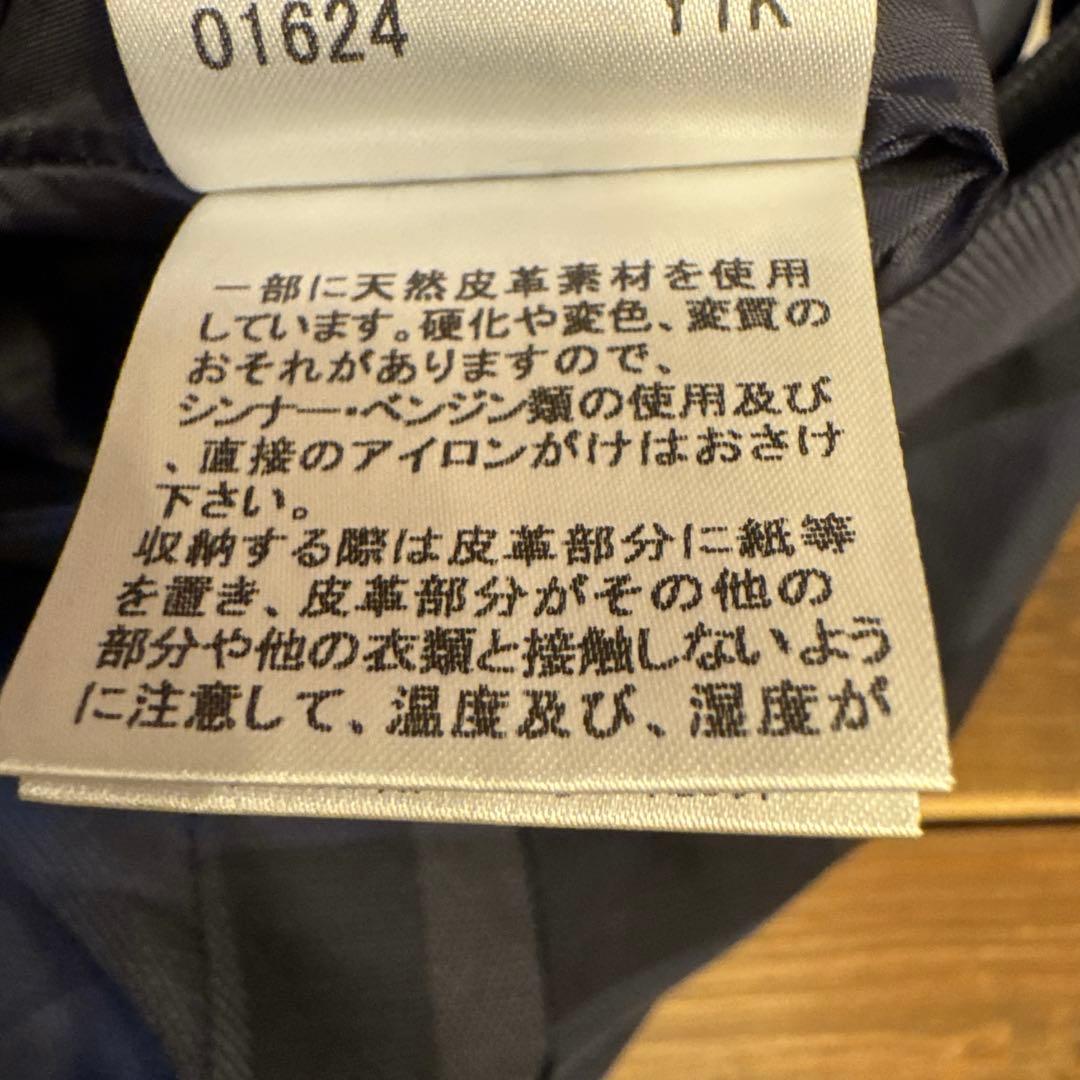 01624 YTK
一部に天然皮革素材を使用
しています。硬化や変色、変質の
おそれがありますので、
シンナー・ベンジン類の使用及び
、直接のアイロンがけはおさけ
下さい。
収納する際は皮革部分に紙等
を置き、皮革部分がその他の
部分や他の衣類と接触しないよう
に注意して、温度及び、湿度が